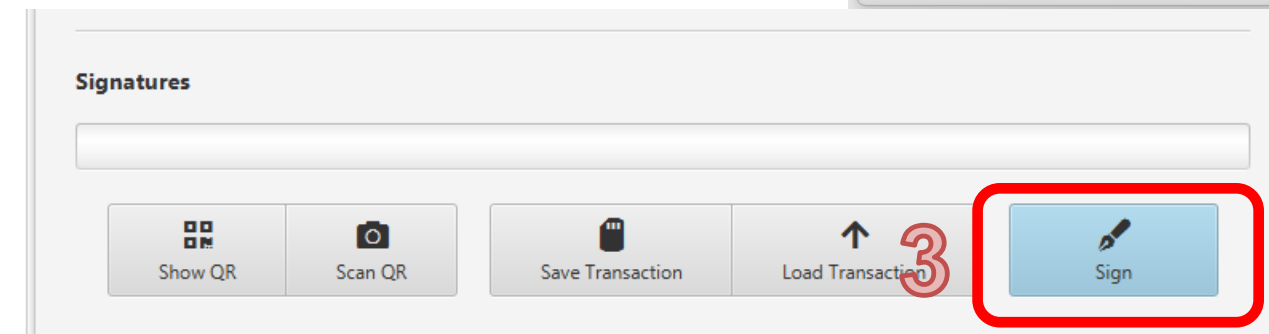 Signatures
Show QR
Scan QR
Save Transaction
Load Transaction
3
Sign